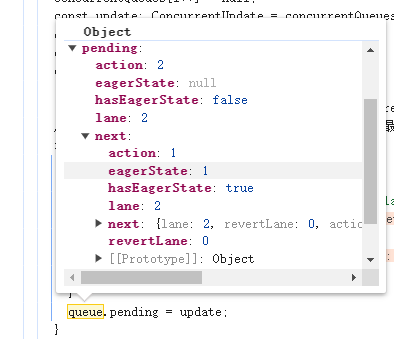 const update: ConcurrentUpdate = concurrentQueues
Object
pending:
action: 2
eagerState: null
hasEagerState: false
lane: 2
next:
action: 1
eagerState: 1
hasEagerState: true
lane: 2
next: {lane: 2, revertLane: 0, actio
revertLane: 0
[[Prototype]]: Object
}
queue.pending = update;
}